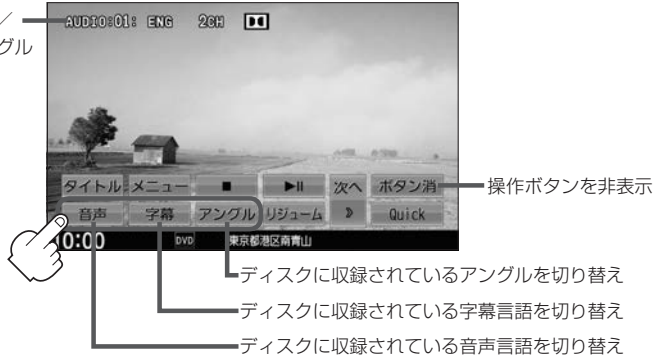 ／
AUDIO:01: ENG 2CH
グル
タイトル メニュー ■ ►II 次へ ボタン消
操作ボタンを非表示
音声 字幕 アングル リジューム Quick
0:00 DVD 東京都港区南青山
ディスクに収録されているアングルを切り替え
ディスクに収録されている字幕言語を切り替え
ディスクに収録されている音声言語を切り替え